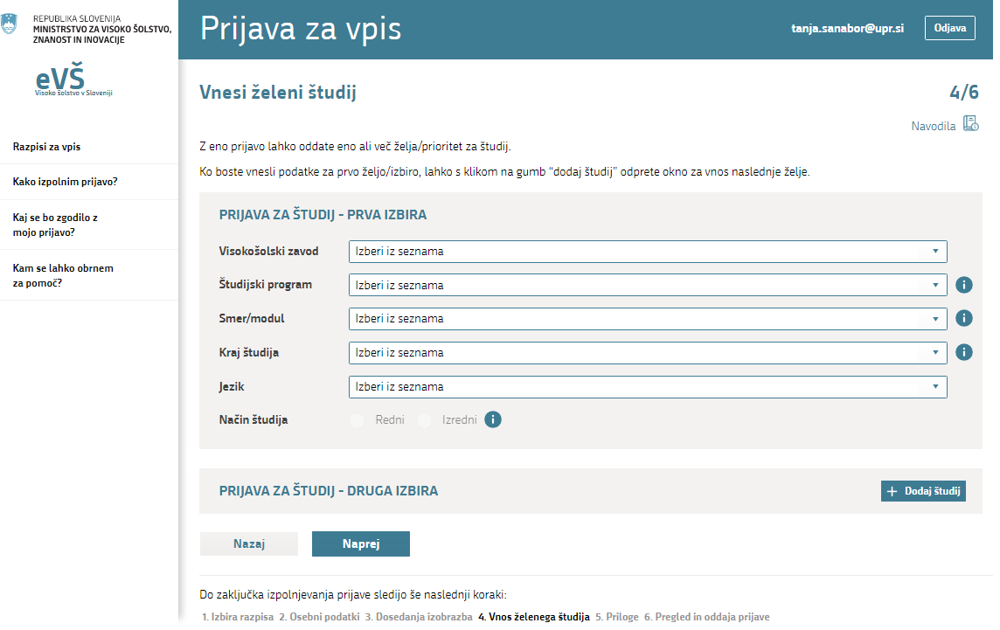 REPUBLIKA SLOVENIJA
MINISTRSTVO ZA VISOKO ŠOLSTVO,
ZNANOST IN INOVACIJE
eVŠ
Visoko šolstvo v Sloveniji
Razpisi za vpis
Kako izpolnim prijavo?
Kaj se bo zgodilo z
mojo prijavo?
Kam se lahko obrnem
za pomoč?
Prijava za vpis
tanja.sanabor@upr.si
Odjava
Vnesi želeni študij
4/6
Navodila
Z eno prijavo lahko oddate eno ali več želja/prioritet za študij.
Ko boste vnesli podatke za prvo željo/izbiro, lahko s klikom na gumb “dodaj študij” odprete okno za vnos naslednje želje.
PRIJAVA ZA ŠTUDIJ - PRVA IZBIRA
Visokošolski zavod Izberi iz seznama
Študijski program Izberi iz seznama
Smer/modul Izberi iz seznama
Kraj študija Izberi iz seznama
Jezik Izberi iz seznama
Način študija Redni Izredni
PRIJAVA ZA ŠTUDIJ - DRUGA IZBIRA
+ Dodaj študij
Nazaj Naprej
Do zaključka izpolnjevanja prijave sledijo še naslednji koraki:
1. Izbira razpisa 2. Osebni podatki 3. Dosedanja izobrazba 4. Vnos želenega študija 5. Priloge 6. Pregled in oddaja prijave